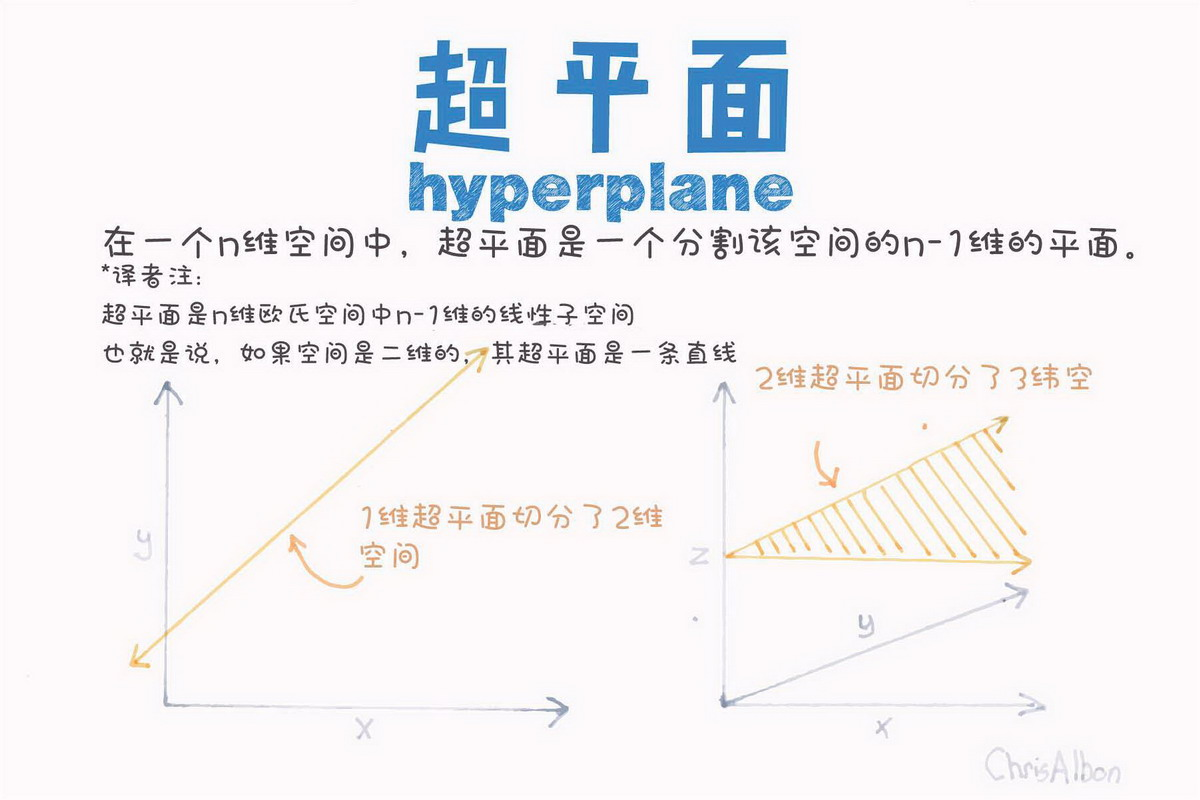 超平面
hyperplane
在一个n维空间中，超平面是一个分割该空间的n-1维的平面。
*译者注:
超平面是n维欧氏空间中n-1维的线性子空间
也就是说，如果空间是二维的，其超平面是一条直线
2维超平面切分了3纬空
1维超平面切分了2维
空间
y
x
z
y
x
ChrisAlbon